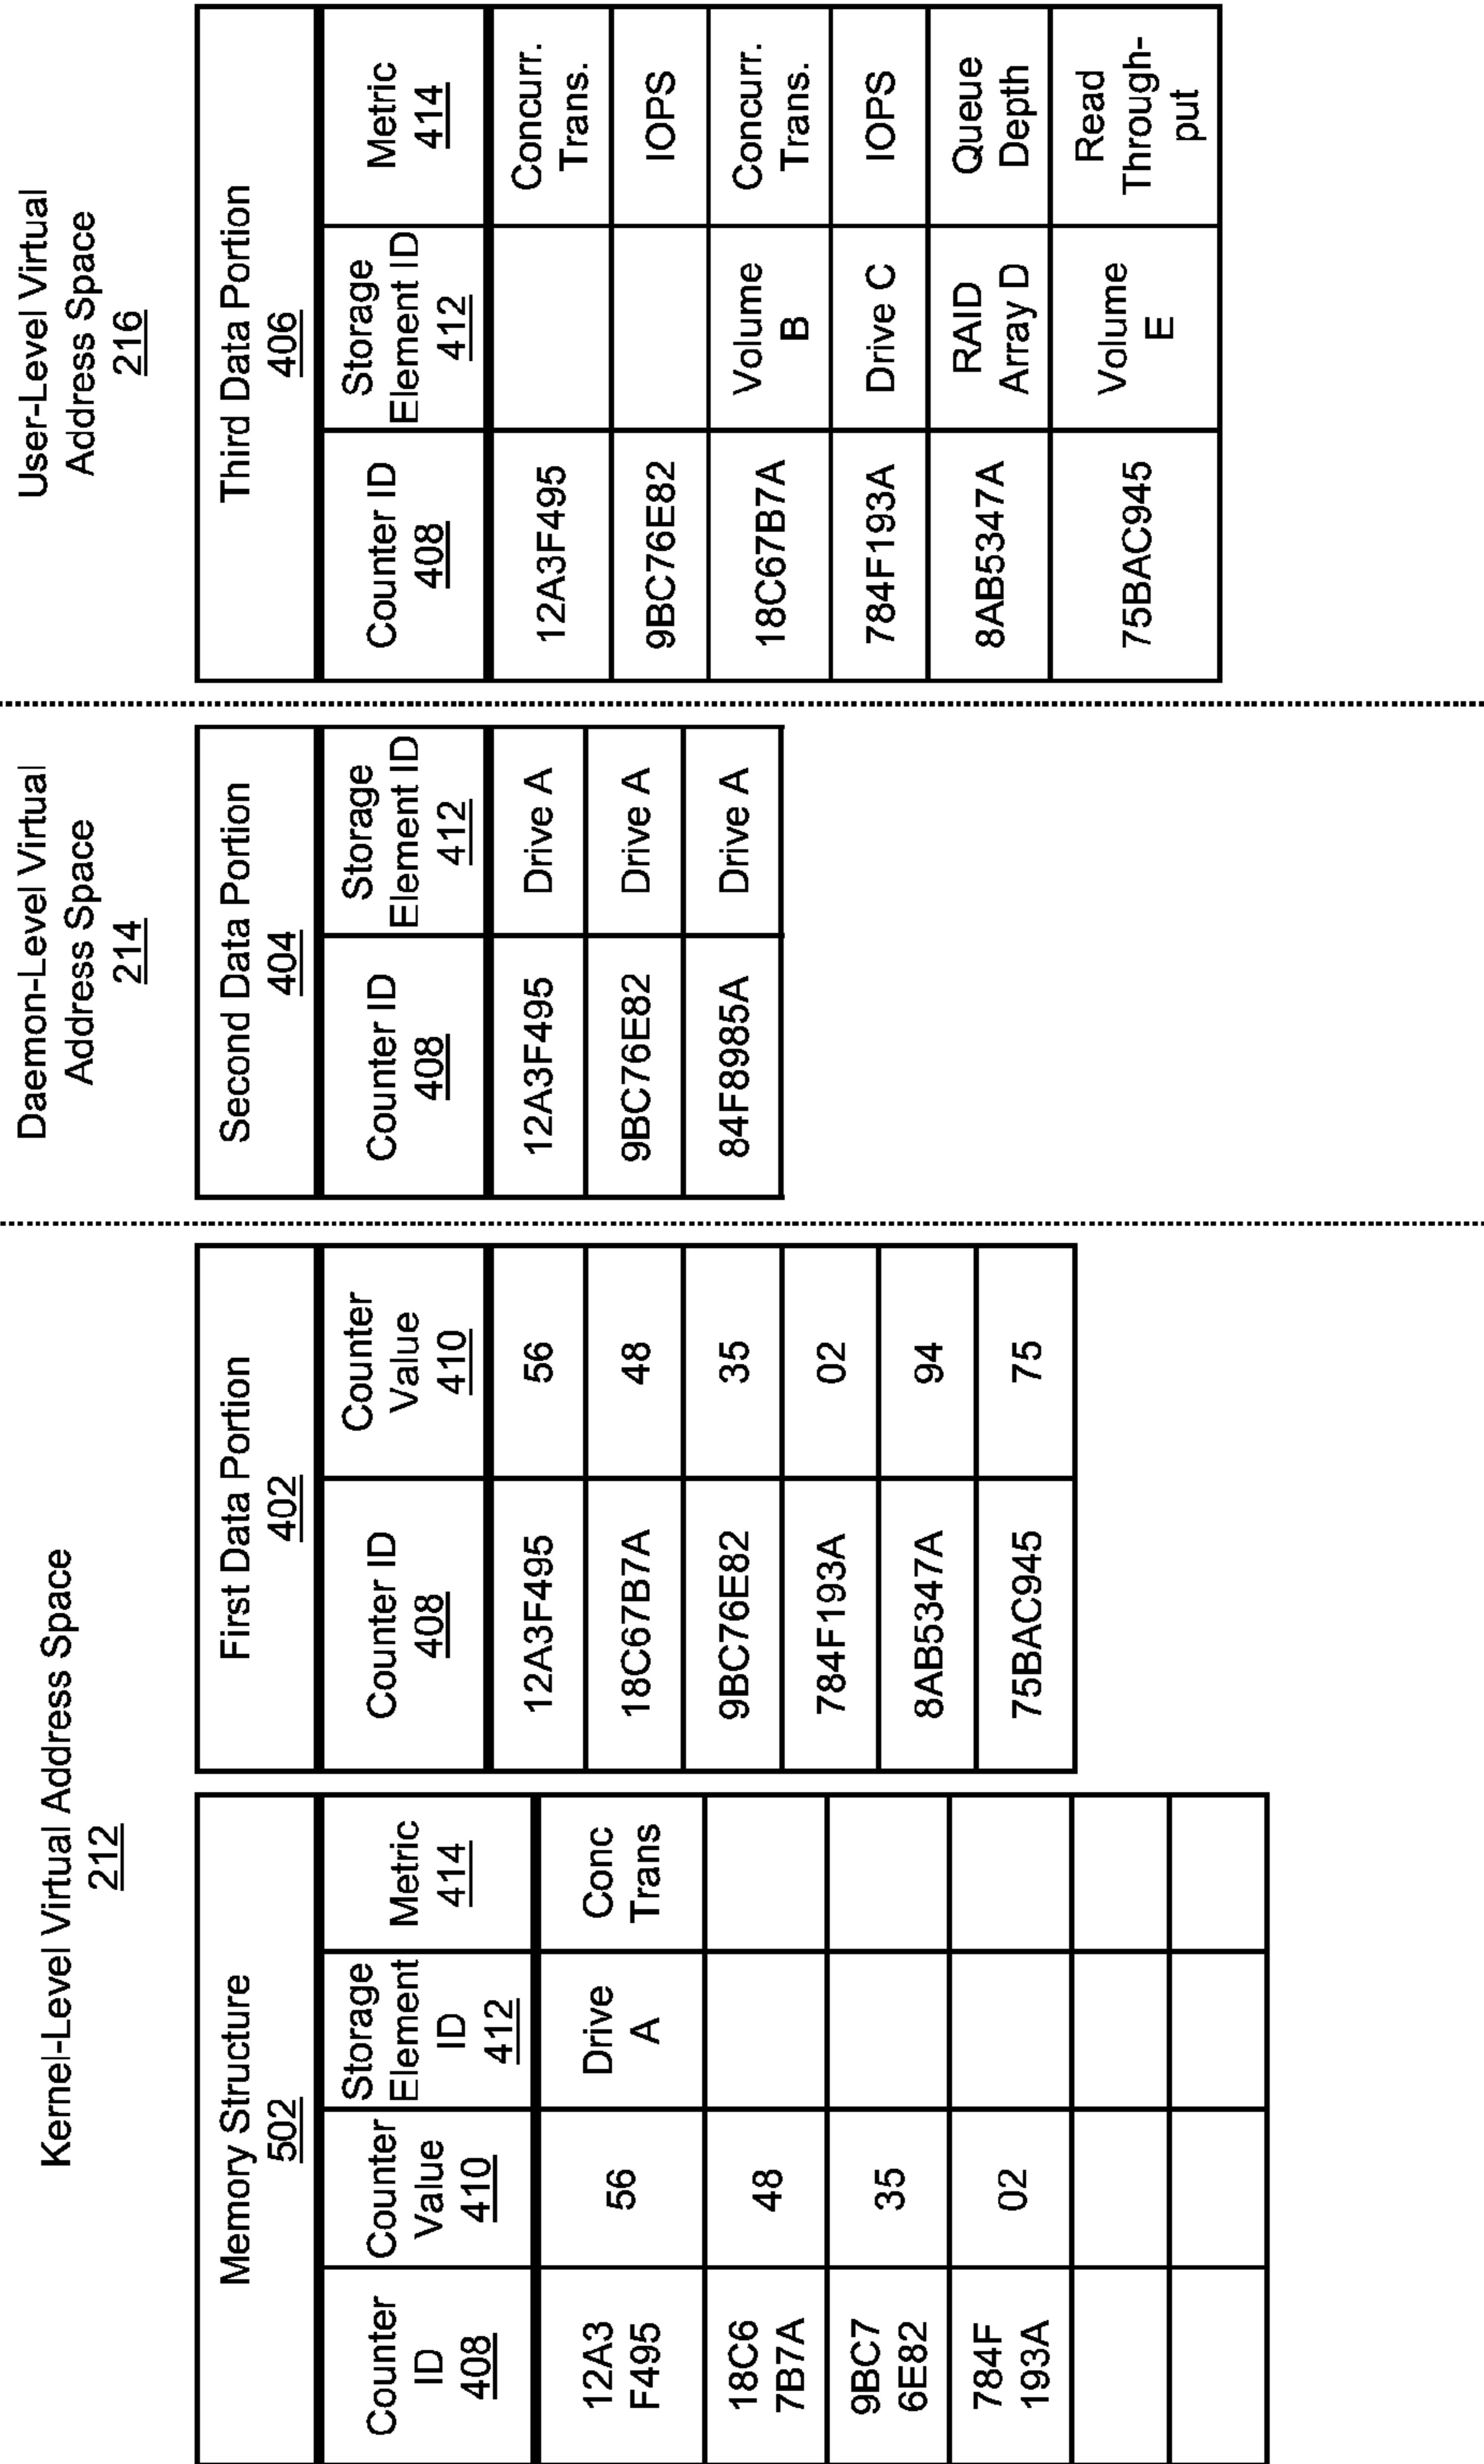 Kernel-Level Virtual Address Space
212
Memory Structure
502
Counter
ID
408
Counter
Value
410
Storage
Element
ID
412
Metric
414
12A3
F495
56
Drive
A
Conc
Trans
18C6
7B7A
48
9BC7
6E82
35
784F
193A
02
First Data Portion
402
Counter ID
408
Counter
Value
410
12A3F495
56
18C67B7A
48
9BC76E82
35
784F193A
02
8AB5347A
94
75BAC945
75
Daemon-Level Virtual
Address Space
214
Second Data Portion
404
Counter ID
408
Storage
Element ID
412
12A3F495
Drive A
9BC76E82
Drive A
84F8985A
Drive A
User-Level Virtual
Address Space
216
Third Data Portion
406
Counter ID
408
Storage
Element ID
412
Metric
414
12A3F495
Concurr.
Trans.
9BC76E82
IOPS
18C67B7A
Volume
B
Concurr.
Trans.
784F193A
Drive C
IOPS
8AB5347A
RAID
Array D
Queue
Depth
75BAC945
Volume
E
Read
Through-
put